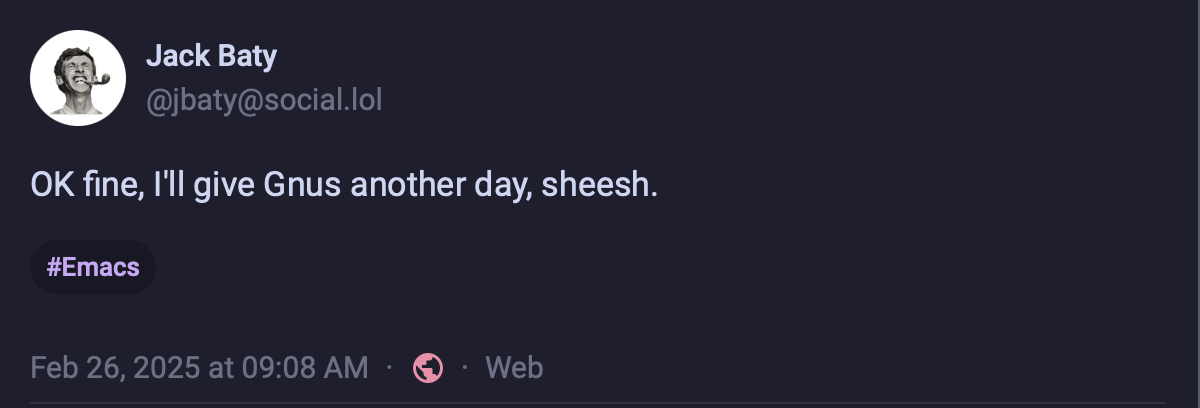 Jack Baty
@jbaty@social.lol
OK fine, I'll give Gnus another day, sheesh.
#Emacs
Feb 26, 2025 at 09:08 AM · · Web